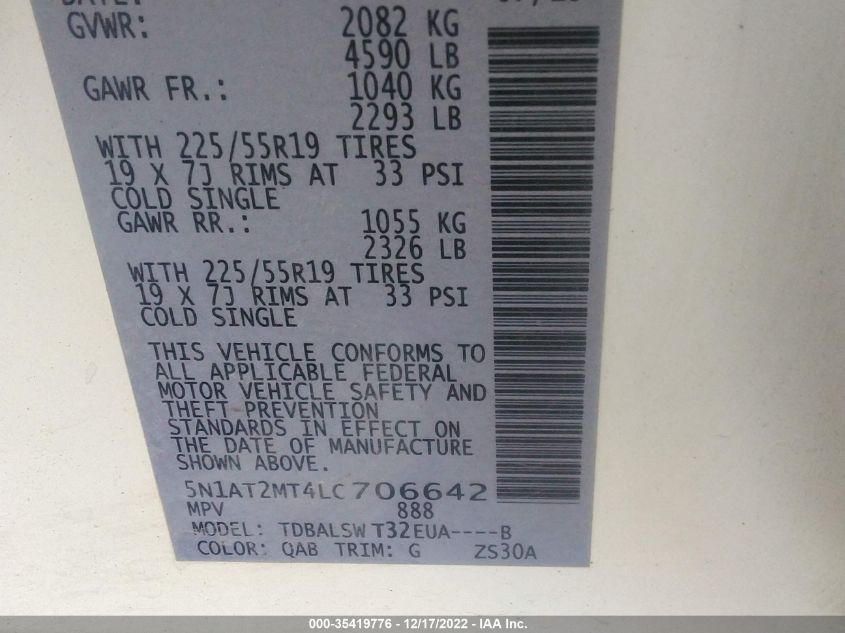 GVWR: 2082 KG
4590 LB
GAWR FR.: 1040 KG
2293 LB
WITH 225/55R19 TIRES
19 X 7J RIMS AT 33 PSI
COLD SINGLE
GAWR RR.: 1055 KG
2326 LB
WITH 225/55R19 TIRES
19 X 7J RIMS AT 33 PSI
COLD SINGLE
THIS VEHICLE CONFORMS TO
ALL APPLICABLE FEDERAL
MOTOR VEHICLE SAFETY AND
THEFT PREVENTION
STANDARDS IN EFFECT ON
THE DATE OF MANUFACTURE
SHOWN ABOVE.
5N1AT2MT4LC706642
MPV 888
MODEL: TDBALSW T32EUA----B
COLOR: QAB TRIM: G ZS30A
000-35419776 - 12/17/2022 - IAA Inc.